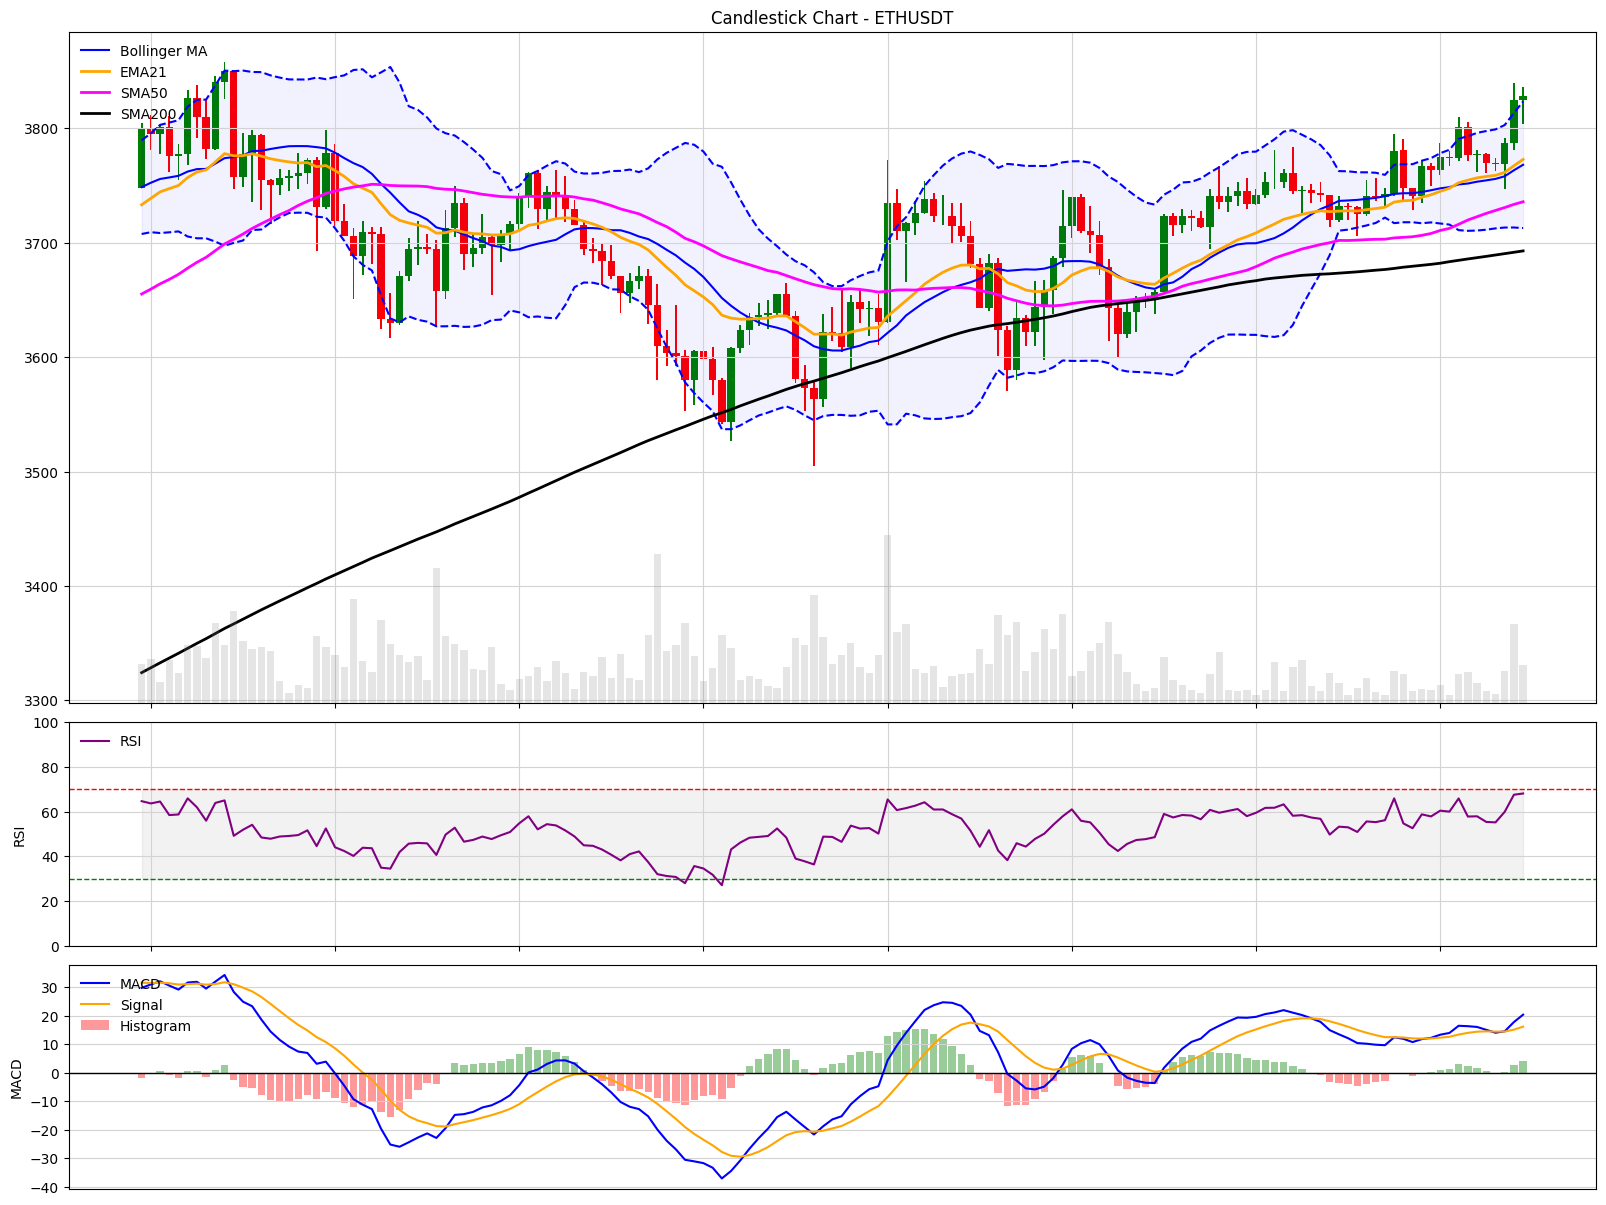 Candlestick Chart - ETHUSDT
Bollinger MA
EMA21
SMA50
SMA200
3800
3700
3600
3500
3400
3300
RSI
100
80
60
40
20
0
RSI
MACD
Signal
Histogram
30
20
10
0
−10
−20
−30
−40
MACD